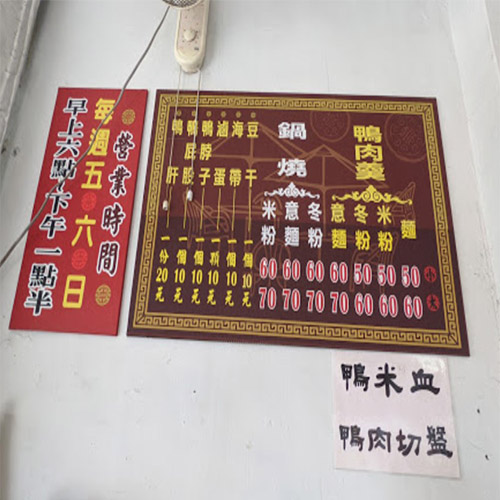 營業時間
每週五 六 日
早上六點~下午一點半
鴨肉羹
小 大
麵 50 60
米粉 50 60
冬粉 50 60
意麵 60 70
鍋燒
冬粉 60 70
意麵 60 70
米粉 60 70
豆干 一個10元
海帶 一個10元
滷蛋 一顆10元
鴨脖子 一個10元
鴨屁股 一個10元
鴨肝 一份20元
鴨米血
鴨肉切盤